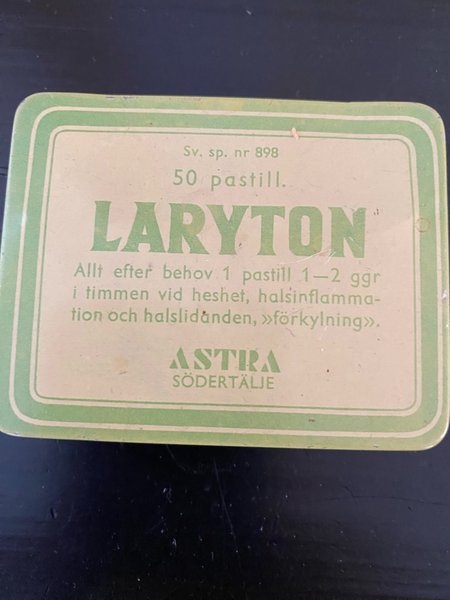 Sv. sp. nr 898
50 pastill.
LARYTON
Allt efter behov 1 pastill 1—2 ggr
i timmen vid heshet, halsinflamma-
tion och halslidanden, »förkylning».
ASTRA
SÖDERTÄLJE